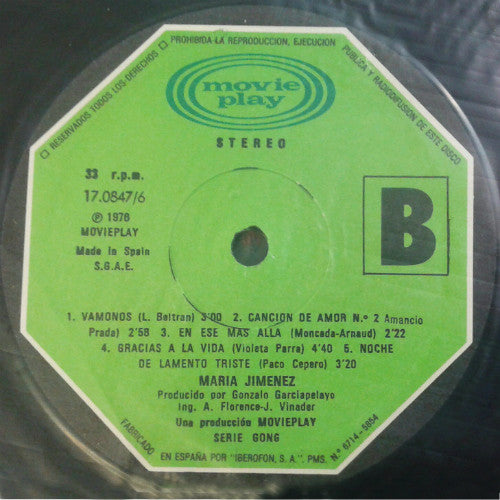 □ RESERVADOS TODOS LOS DERECHOS □ PROHIBIDA LA REPRODUCCION, EJECUCION PUBLICA Y RADIODIFUSION DE ESTE DISCO □
movie
play
STEREO
33 r.p.m.
17.0847/6
℗ 1976
MOVIEPLAY
Made in Spain
S.G.A.E.
B
1. VAMONOS (L. Beltran) 3'00 2. CANCION DE AMOR N.º 2 Amancio
Prada) 2'58 3. EN ESE MAS ALLA (Moncada-Arnaud) 2'22
4. GRACIAS A LA VIDA (Violeta Parra) 4'40 5. NOCHE
DE LAMENTO TRISTE (Paco Cepero) 3'20
MARIA JIMENEZ
Producido por Gonzalo Garciapelayo
Ing. A. Florence-J. Vinader
Una producción MOVIEPLAY
SERIE GONG
FABRICADO EN ESPAÑA POR "IBEROFON, S.A". PMS. N.º 6714-5854